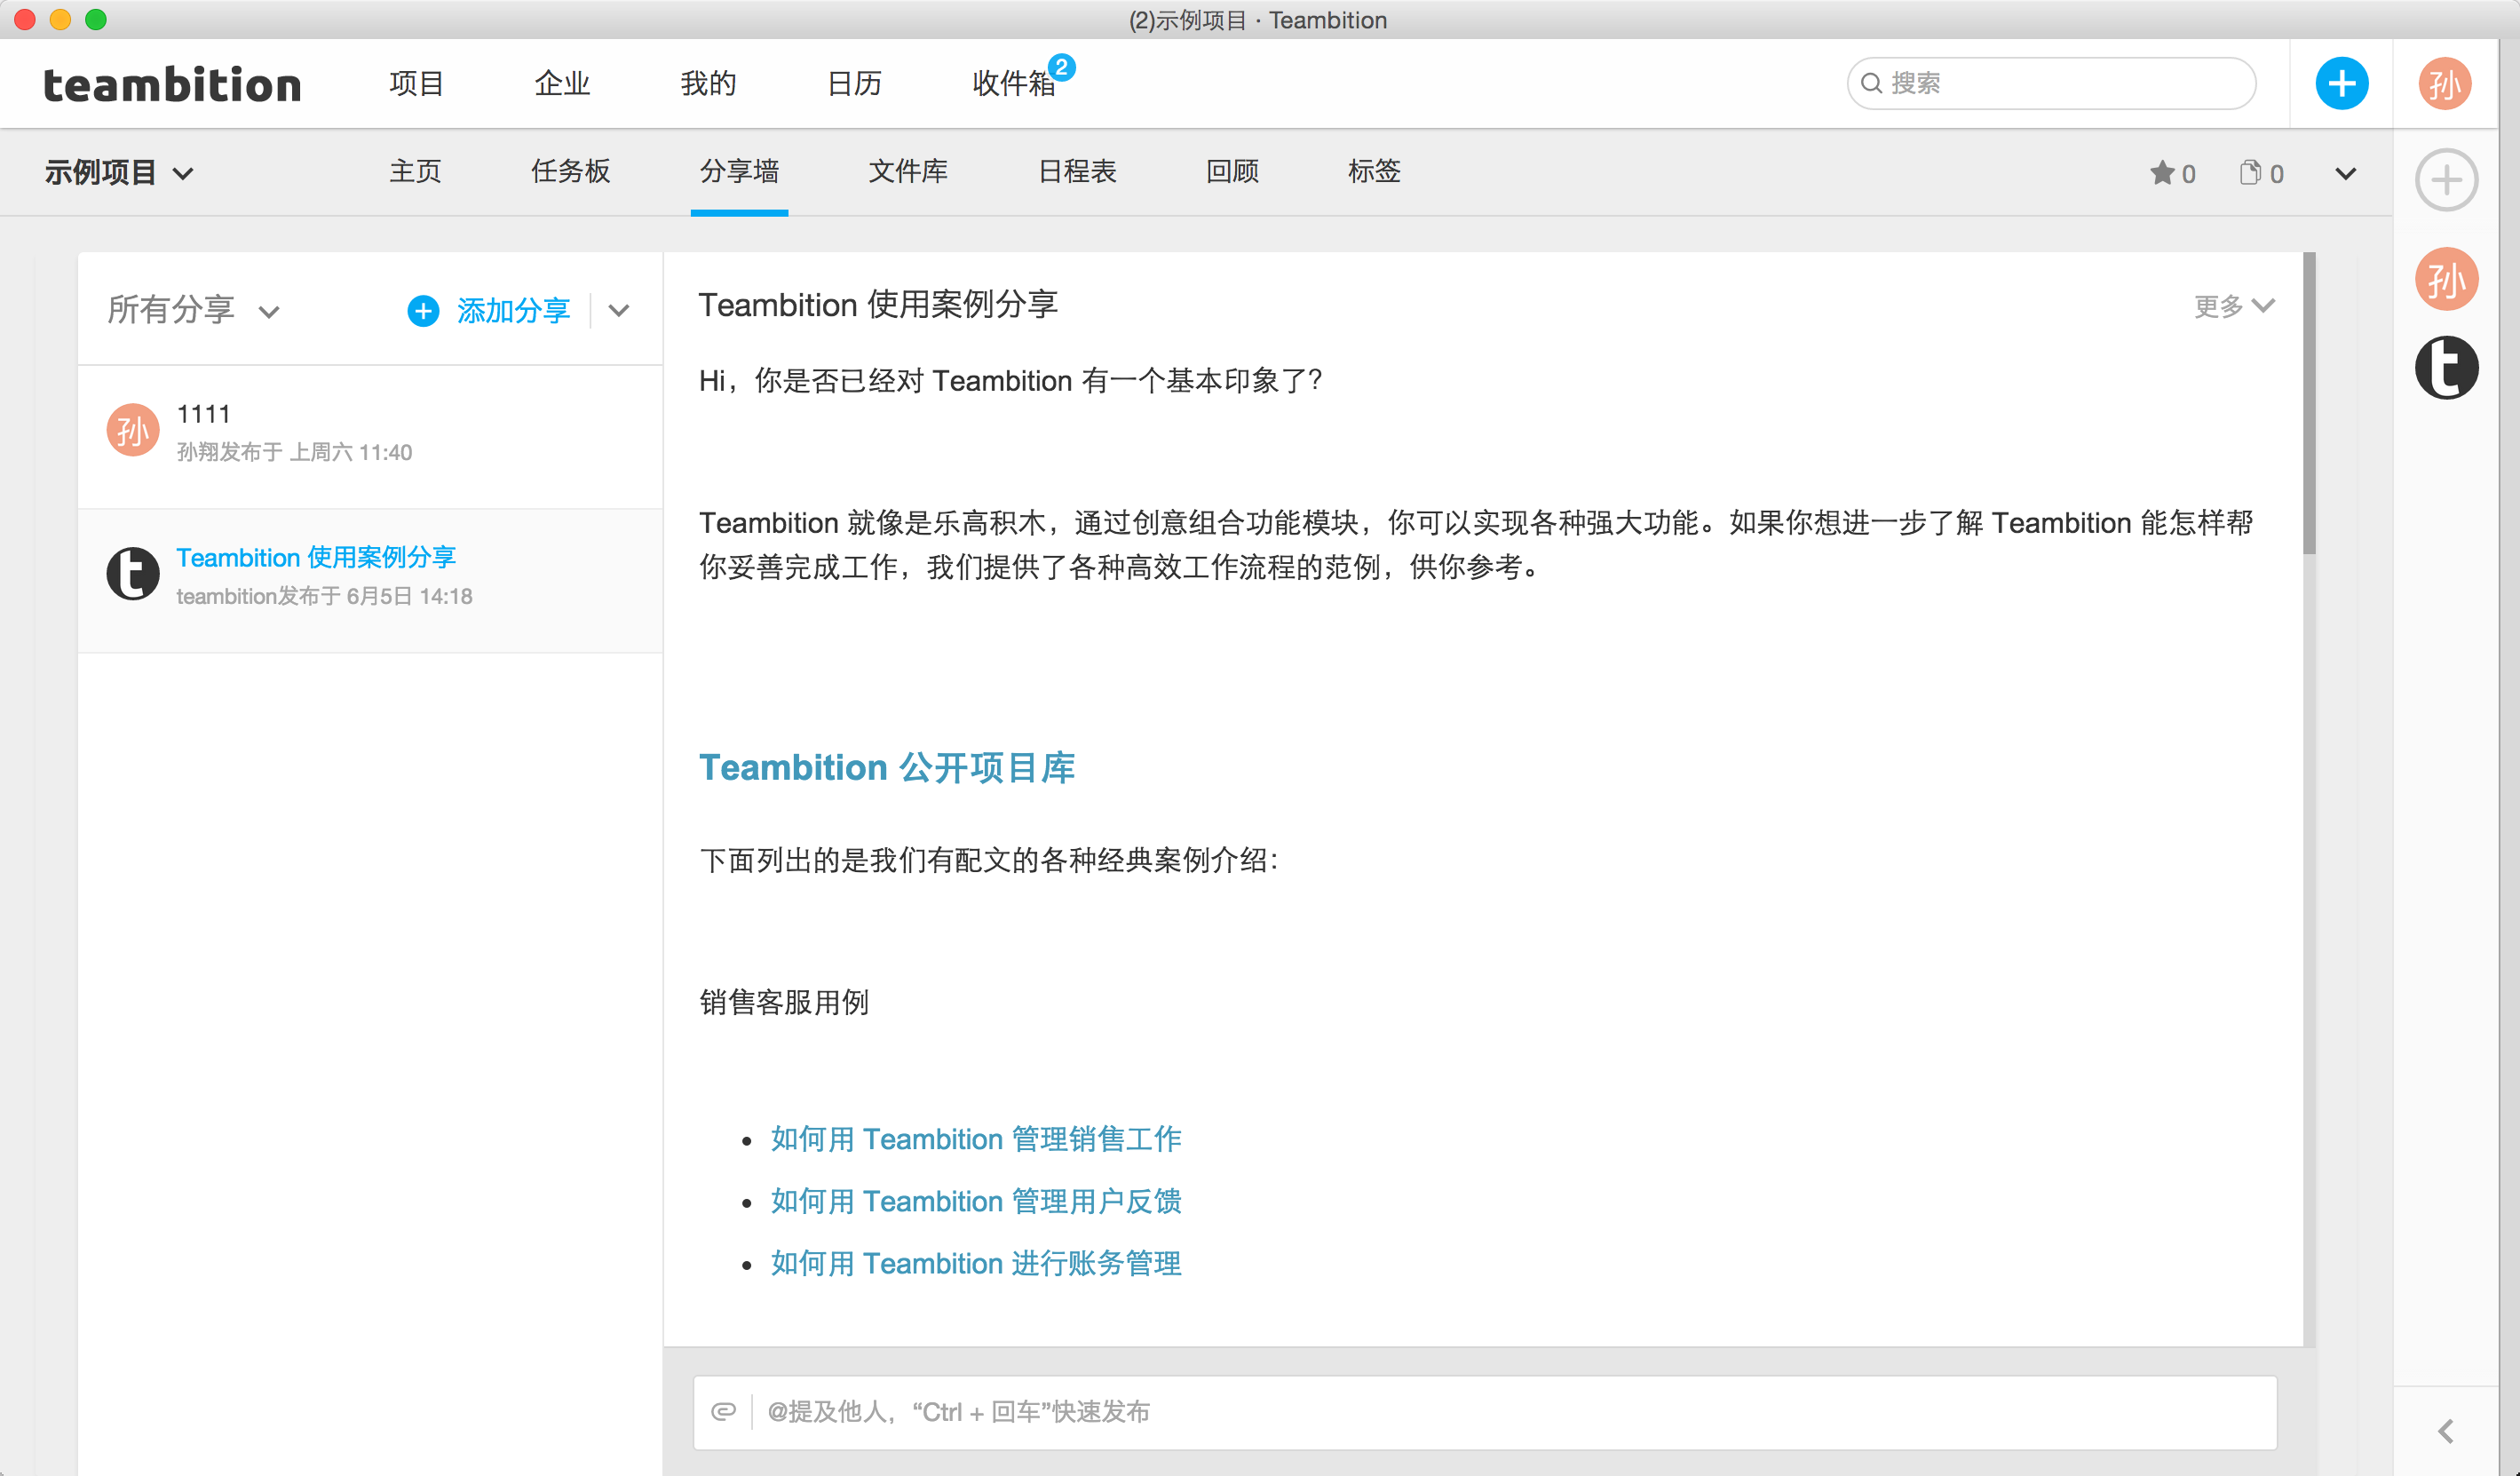 (2)示例项目 · Teambition
teambition 项目 企业 我的 日历 收件箱 2 搜索 孙
示例项目 主页 任务板 分享墙 文件库 日程表 回顾 标签 0 0
所有分享 添加分享
1111
孙
孙翔发布于 上周六 11:40
Teambition 使用案例分享
t
teambition发布于 6月5日 14:18
Teambition 使用案例分享 更多
Hi，你是否已经对 Teambition 有一个基本印象了？
Teambition 就像是乐高积木，通过创意组合功能模块，你可以实现各种强大功能。如果你想进一步了解 Teambition 能怎样帮
你妥善完成工作，我们提供了各种高效工作流程的范例，供你参考。
Teambition 公开项目库
下面列出的是我们有配文的各种经典案例介绍：
销售客服用例
• 如何用 Teambition 管理销售工作
• 如何用 Teambition 管理用户反馈
• 如何用 Teambition 进行账务管理
@提及他人，“Ctrl + 回车”快速发布
孙
t